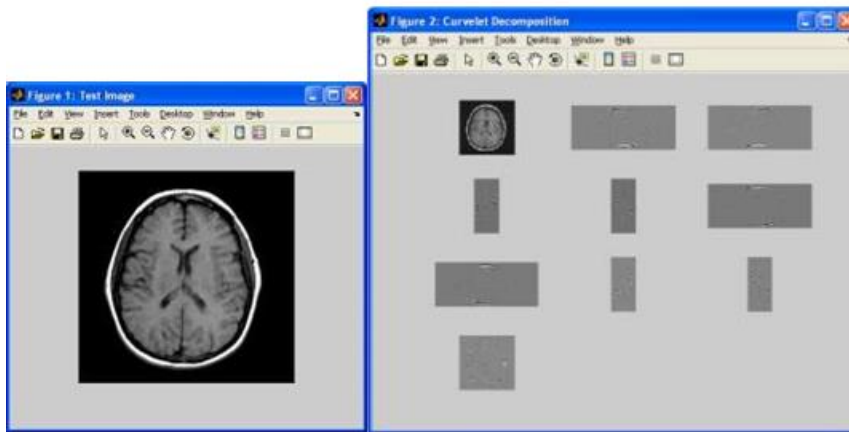 Figure 1: Test Image
File Edit View Insert Tools Desktop Window Help
Figure 2: Curvelet Decomposition
File Edit View Insert Tools Desktop Window Help